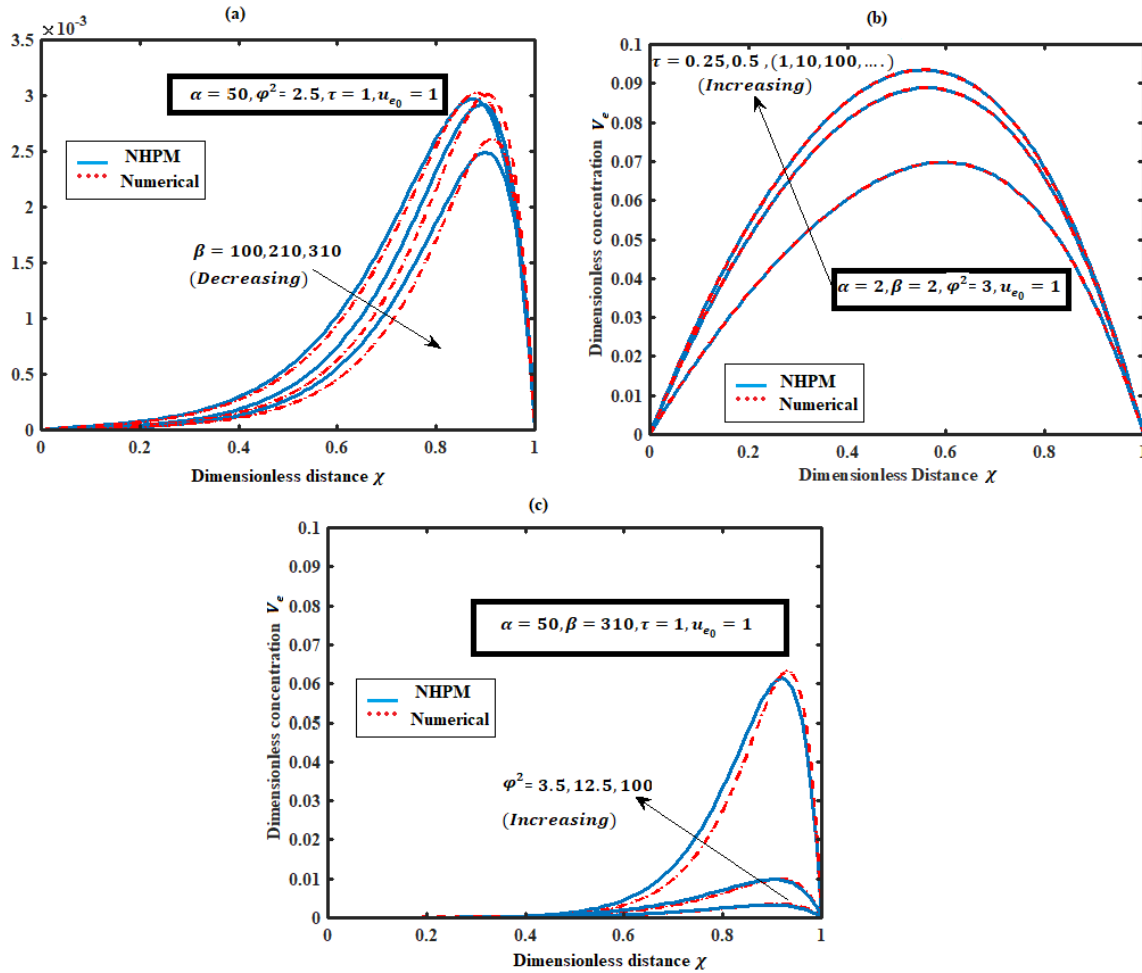 (a)
×10⁻³
3.5
3
2.5
2
1.5
1
0.5
0
α = 50, φ² = 2.5, τ = 1, u_{e_0} = 1
NHPM
Numerical
β = 100, 210, 310
(Decreasing)
0 0.2 0.4 0.6 0.8 1
Dimensionless distance χ
(b)
0.1
0.09
0.08
0.07
0.06
0.05
0.04
0.03
0.02
0.01
0
Dimensionless concentration V_e
τ = 0.25, 0.5 , (1, 10, 100, .... )
(Increasing)
α = 2, β = 2, φ² = 3, u_{e_0} = 1
NHPM
Numerical
0 0.2 0.4 0.6 0.8 1
Dimensionless Distance χ
(c)
0.1
0.09
0.08
0.07
0.06
0.05
0.04
0.03
0.02
0.01
0
Dimensionless concentration V_e
α = 50, β = 310, τ = 1, u_{e_0} = 1
NHPM
Numerical
φ² = 3.5, 12.5, 100
(Increasing)
0 0.2 0.4 0.6 0.8 1
Dimensionless distance χ